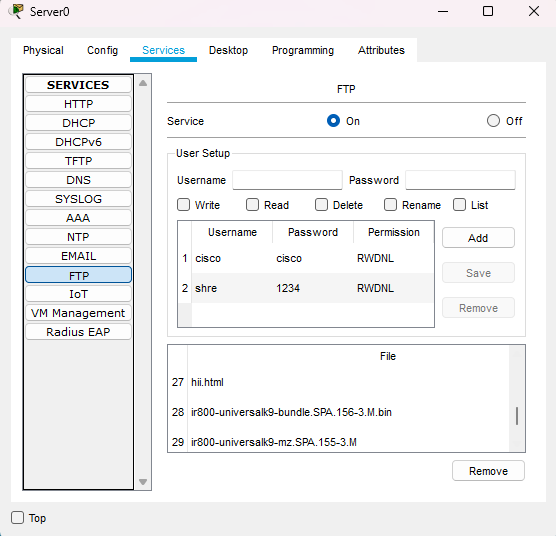 Server0
Physical Config Services Desktop Programming Attributes
SERVICES
HTTP
DHCP
DHCPv6
TFTP
DNS
SYSLOG
AAA
NTP
EMAIL
FTP
IoT
VM Management
Radius EAP
FTP
Service On Off
User Setup
Username Password
Write Read Delete Rename List
Username Password Permission
1 cisco cisco RWDNL
2 shre 1234 RWDNL
Add
Save
Remove
File
27 hii.html
28 ir800-universalk9-bundle.SPA.156-3.M.bin
29 ir800-universalk9-mz.SPA.155-3.M
Remove
Top